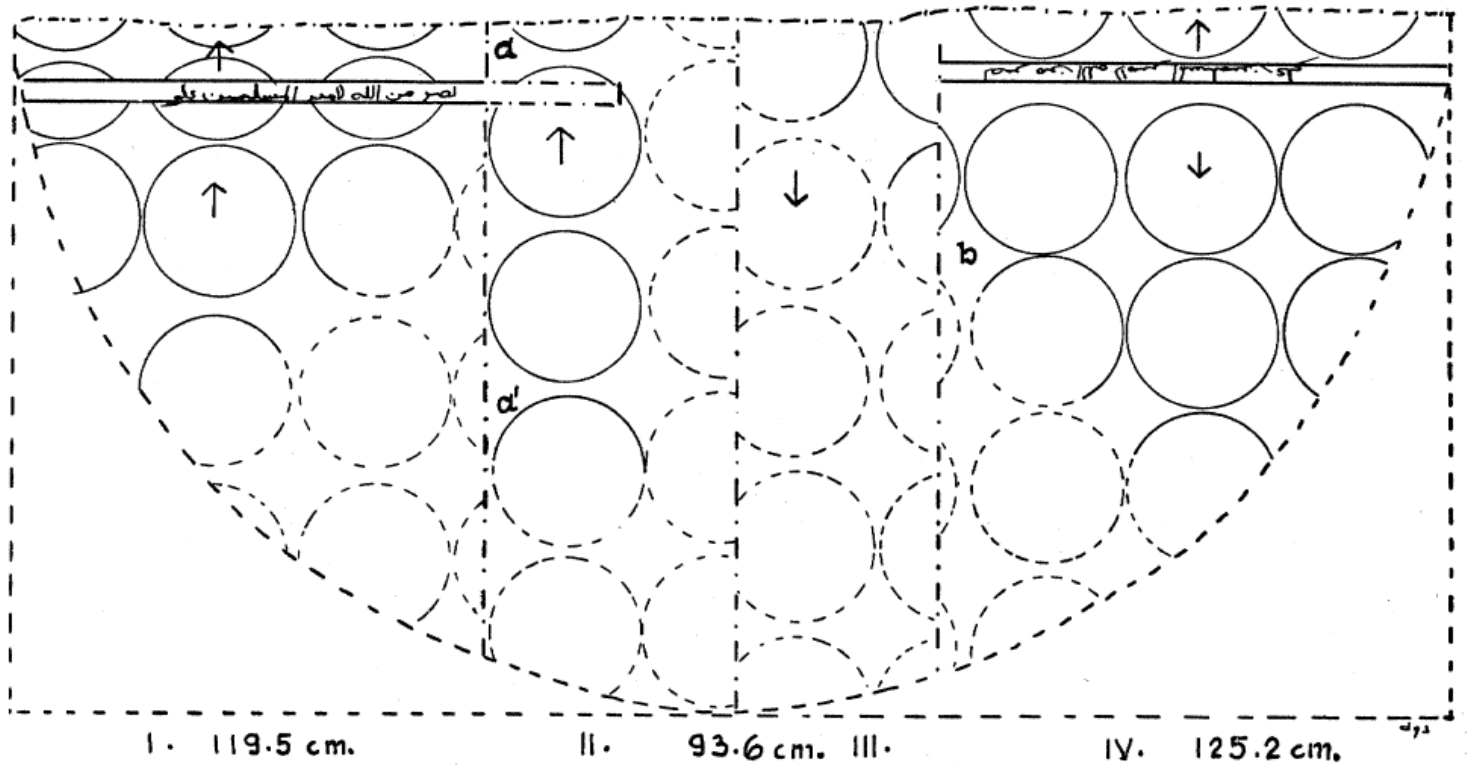 a
نصر من الله لامير المسلمين علي
a'
b
I. 119.5 cm. II. 93.6 cm. III. IV. 125.2 cm.